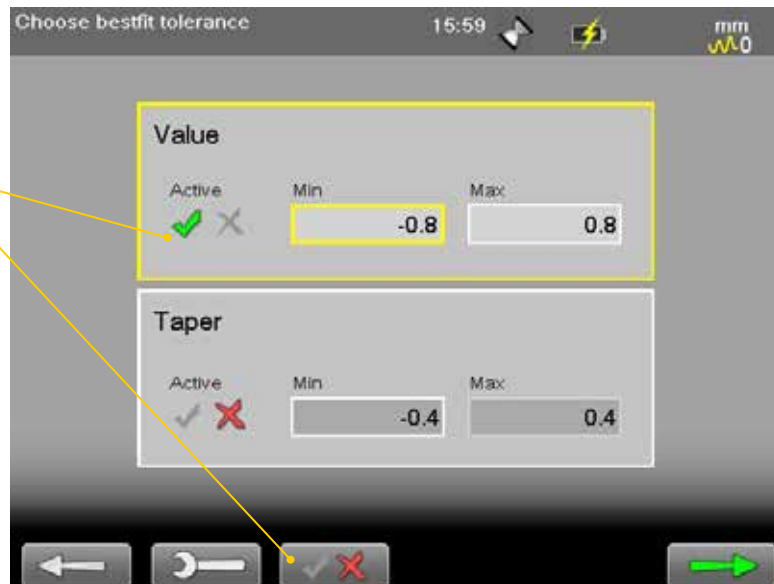 Choose bestfit tolerance 15:59 mm
0
Value
Active Min Max
-0.8 0.8
Taper
Active Min Max
-0.4 0.4